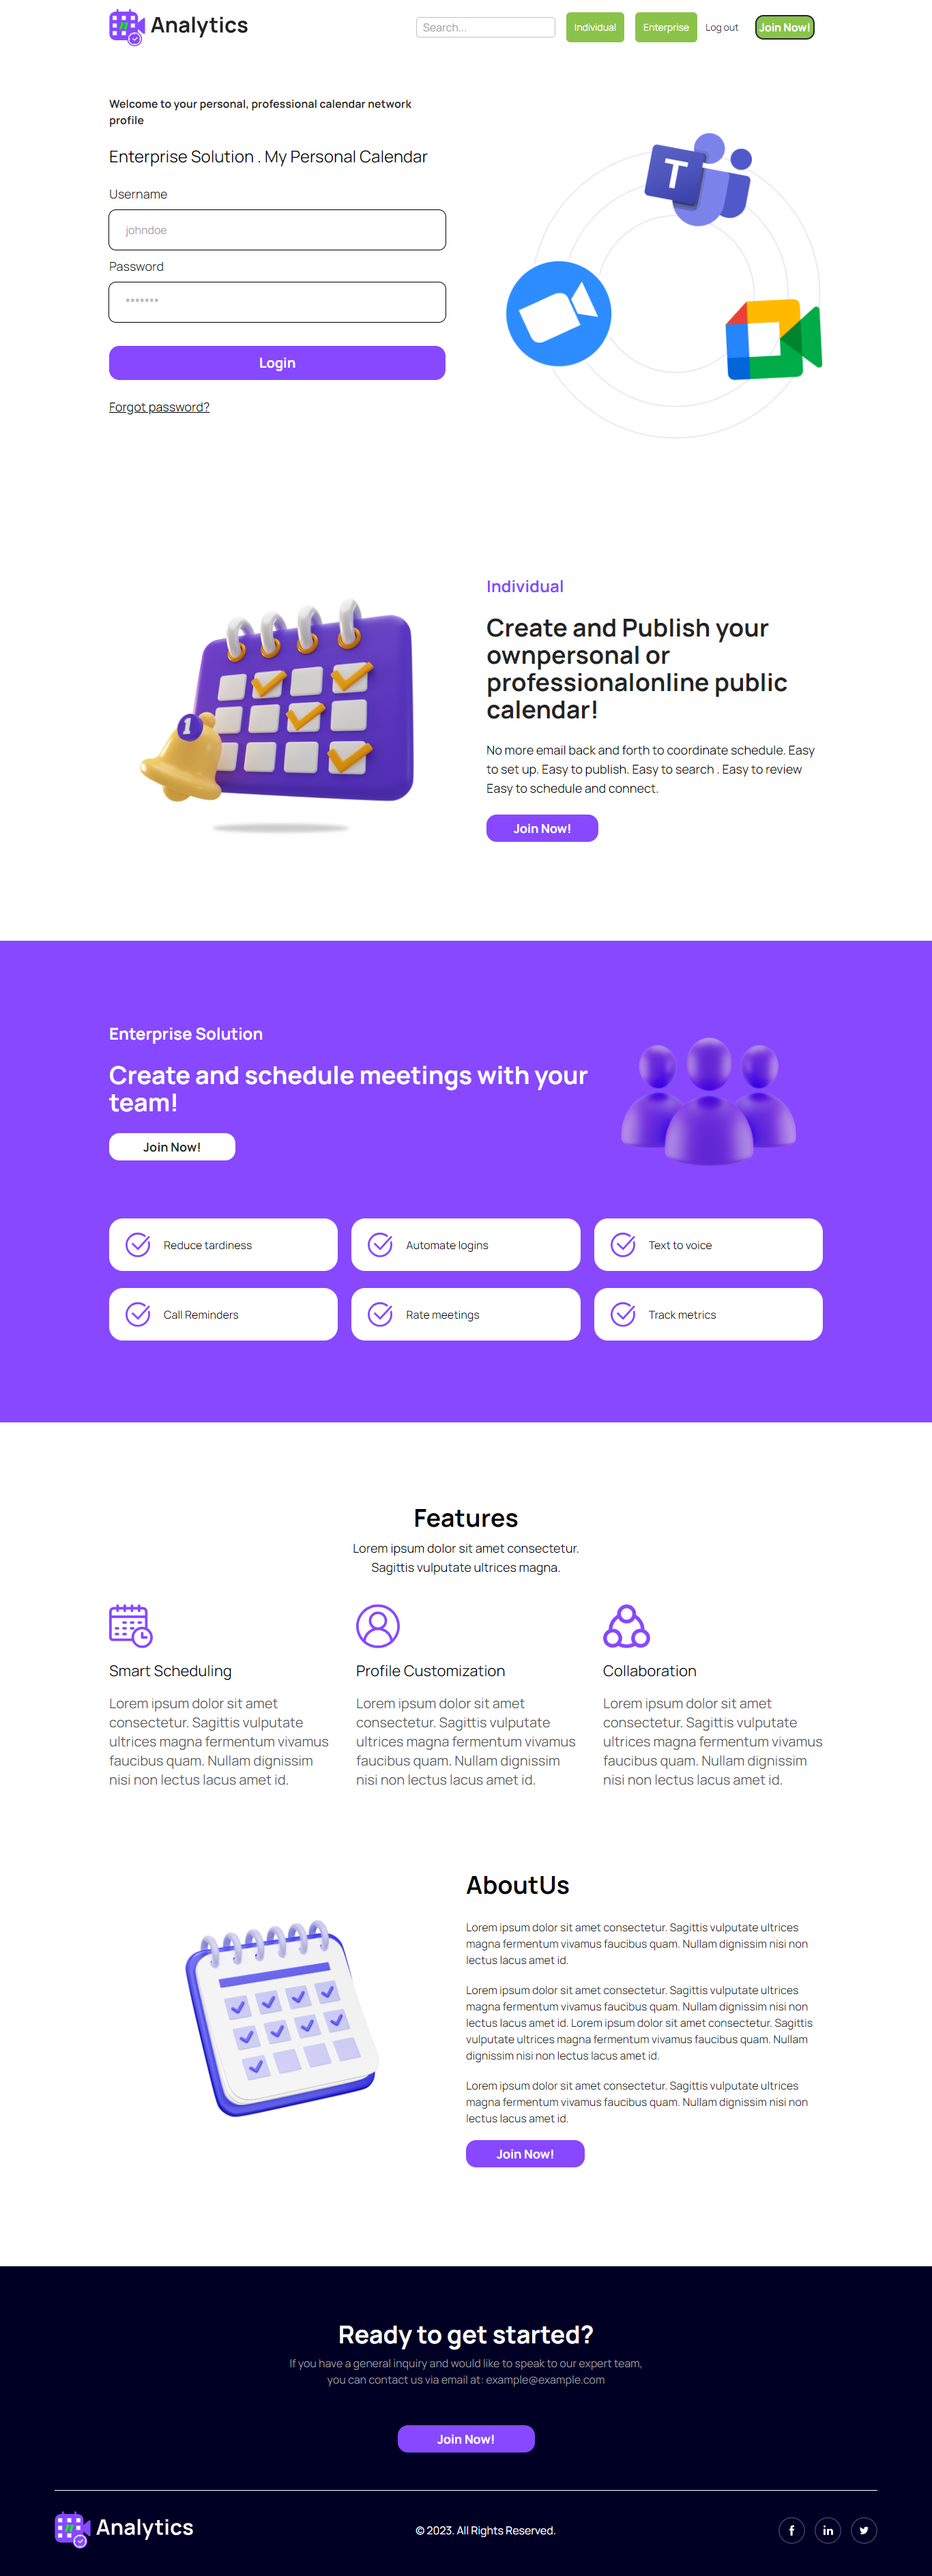 Analytics
Search...
Individual
Enterprise
Log out
Join Now!
Welcome to your personal, professional calendar network
profile
Enterprise Solution . My Personal Calendar
Username
johndoe
Password
*******
Login
Forgot password?
T
Individual
Create and Publish your
ownpersonal or
professionalonline public
calendar!
1
No more email back and forth to coordinate schedule. Easy
to set up. Easy to publish. Easy to search . Easy to review
Easy to schedule and connect.
Join Now!
Enterprise Solution
Create and schedule meetings with your
team!
Join Now!
Reduce tardiness
Automate logins
Text to voice
Call Reminders
Rate meetings
Track metrics
Features
Lorem ipsum dolor sit amet consectetur.
Sagittis vulputate ultrices magna.
Smart Scheduling
Lorem ipsum dolor sit amet
consectetur. Sagittis vulputate
ultrices magna fermentum vivamus
faucibus quam. Nullam dignissim
nisi non lectus lacus amet id.
Profile Customization
Lorem ipsum dolor sit amet
consectetur. Sagittis vulputate
ultrices magna fermentum vivamus
faucibus quam. Nullam dignissim
nisi non lectus lacus amet id.
Collaboration
Lorem ipsum dolor sit amet
consectetur. Sagittis vulputate
ultrices magna fermentum vivamus
faucibus quam. Nullam dignissim
nisi non lectus lacus amet id.
AboutUs
Lorem ipsum dolor sit amet consectetur. Sagittis vulputate ultrices
magna fermentum vivamus faucibus quam. Nullam dignissim nisi non
lectus lacus amet id.
Lorem ipsum dolor sit amet consectetur. Sagittis vulputate ultrices
magna fermentum vivamus faucibus quam. Nullam dignissim nisi non
lectus lacus amet id. Lorem ipsum dolor sit amet consectetur. Sagittis
vulputate ultrices magna fermentum vivamus faucibus quam. Nullam
dignissim nisi non lectus lacus amet id.
Lorem ipsum dolor sit amet consectetur. Sagittis vulputate ultrices
magna fermentum vivamus faucibus quam. Nullam dignissim nisi non
lectus lacus amet id.
Join Now!
Ready to get started?
If you have a general inquiry and would like to speak to our expert team,
you can contact us via email at: example@example.com
Join Now!
Analytics
© 2023. All Rights Reserved.
f
in